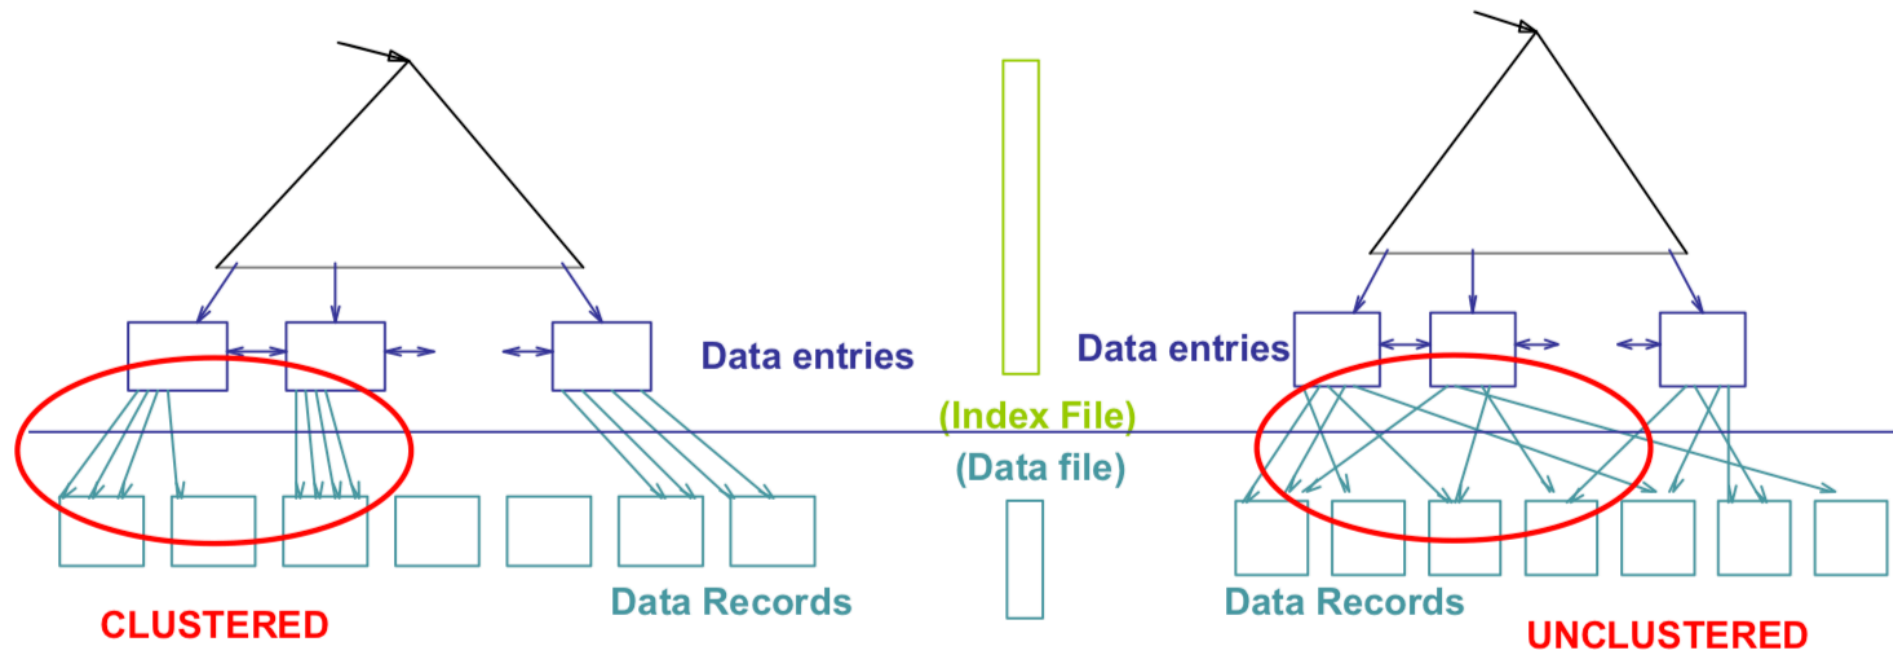 Data entries
Data entries
(Index File)
(Data file)
Data Records
Data Records
CLUSTERED
UNCLUSTERED